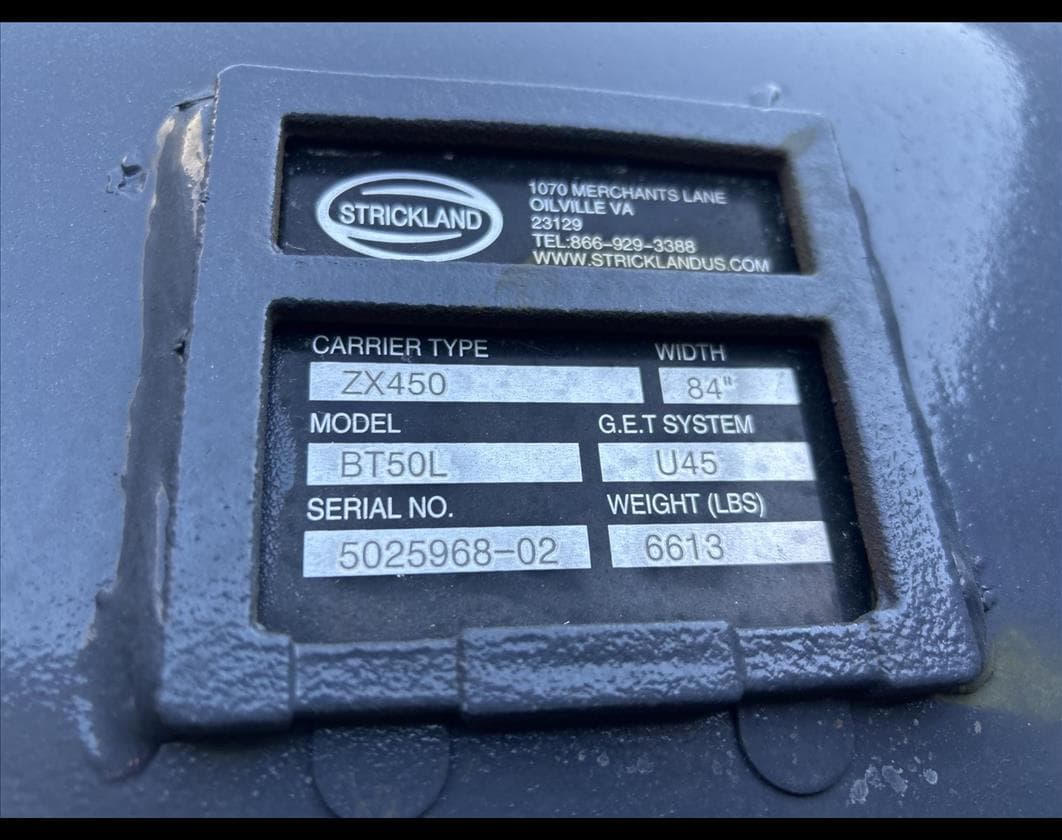 STRICKLAND
1070 MERCHANTS LANE
OILVILLE VA
23129
TEL:866-929-3388
WWW.STRICKLANDUS.COM
CARRIER TYPE WIDTH
ZX450 84"
MODEL G.E.T SYSTEM
BT50L U45
SERIAL NO. WEIGHT (LBS)
5025968-02 6613